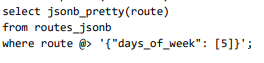 select jsonb_pretty(route)
from routes_jsonb
where route @> '{"days_of_week": [5]}';